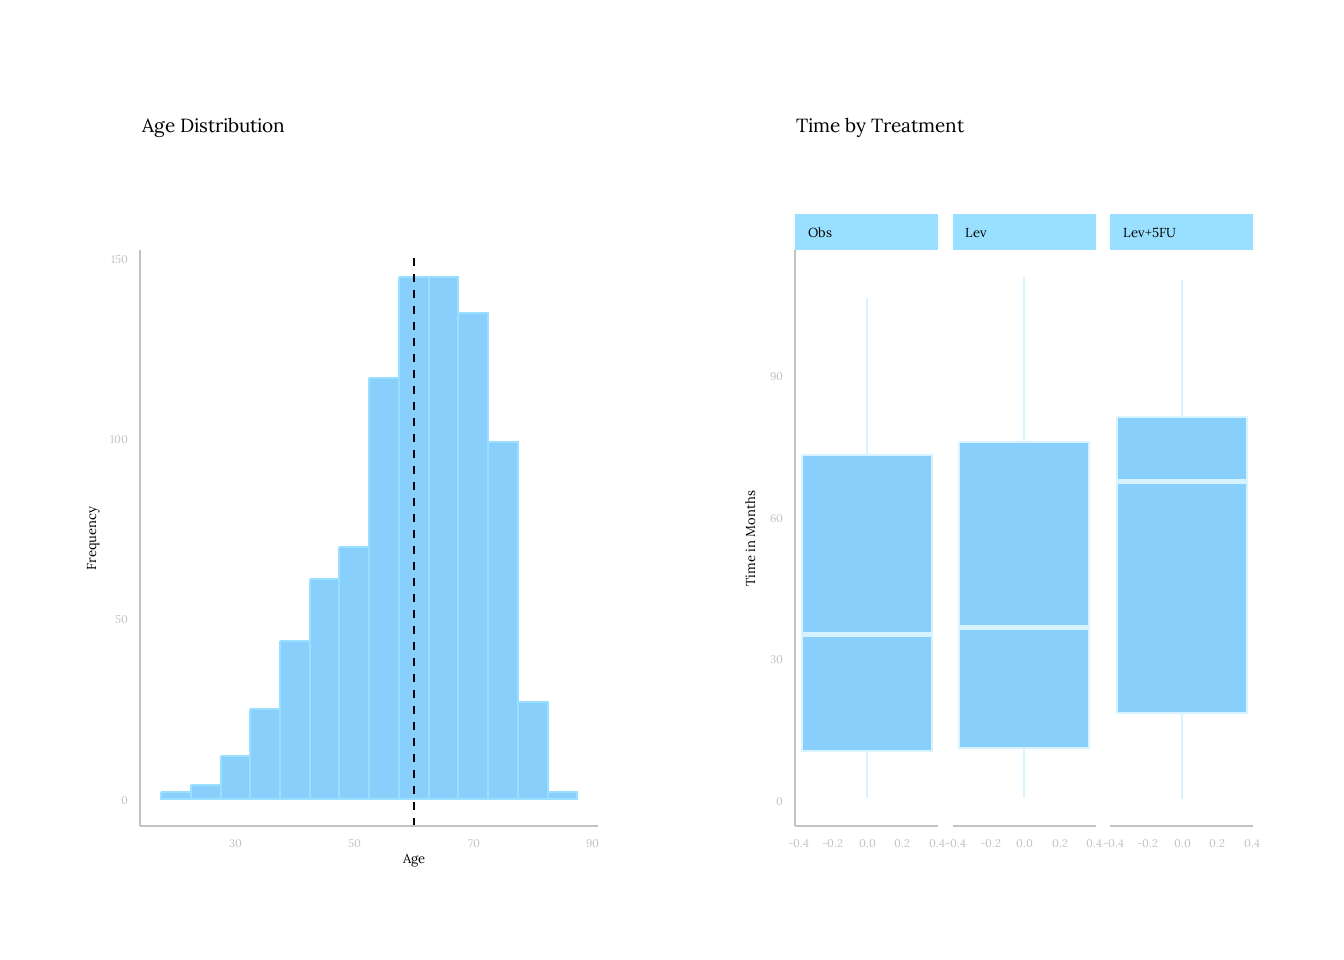 Age Distribution
150
100
50
0
Frequency
30 50 70 90
Age
Time by Treatment
Obs Lev Lev+5FU
90
60
30
0
Time in Months
-0.4 -0.2 0.0 0.2 0.4 -0.4 -0.2 0.0 0.2 0.4 -0.4 -0.2 0.0 0.2 0.4